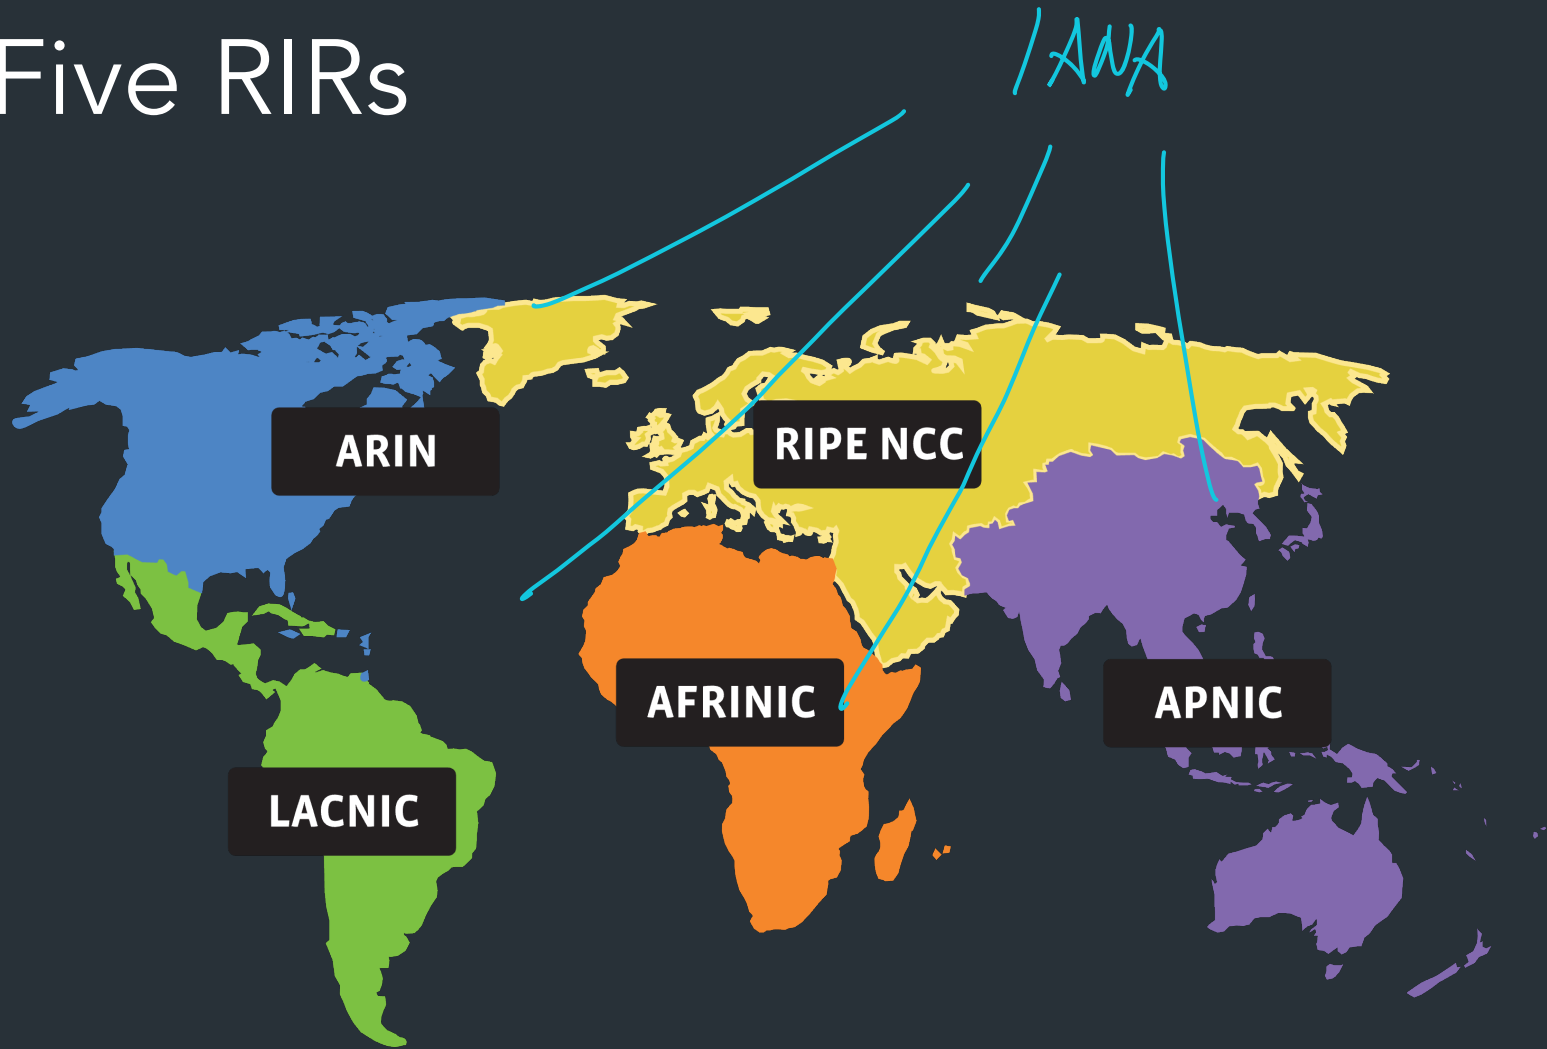 Five RIRs
IANA
ARIN
RIPE NCC
AFRINIC
APNIC
LACNIC